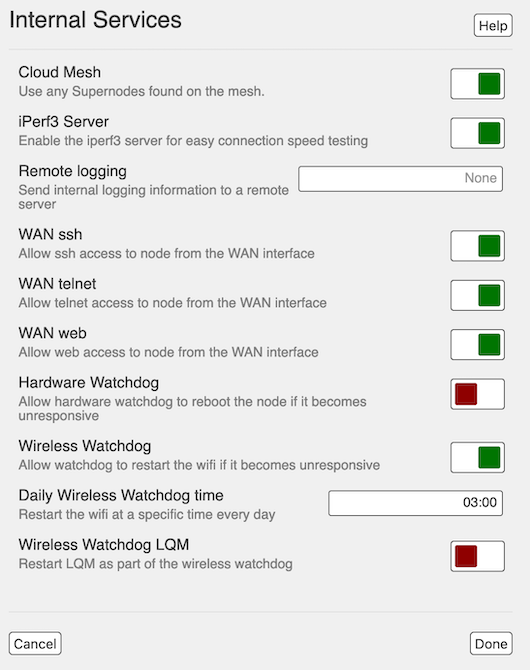 Internal Services
Help
Cloud Mesh
Use any Supernodes found on the mesh.
iPerf3 Server
Enable the iperf3 server for easy connection speed testing
Remote logging
None
Send internal logging information to a remote
server
WAN ssh
Allow ssh access to node from the WAN interface
WAN telnet
Allow telnet access to node from the WAN interface
WAN web
Allow web access to node from the WAN interface
Hardware Watchdog
Allow hardware watchdog to reboot the node if it becomes
unresponsive
Wireless Watchdog
Allow watchdog to restart the wifi if it becomes unresponsive
Daily Wireless Watchdog time
03:00
Restart the wifi at a specific time every day
Wireless Watchdog LQM
Restart LQM as part of the wireless watchdog
Cancel
Done